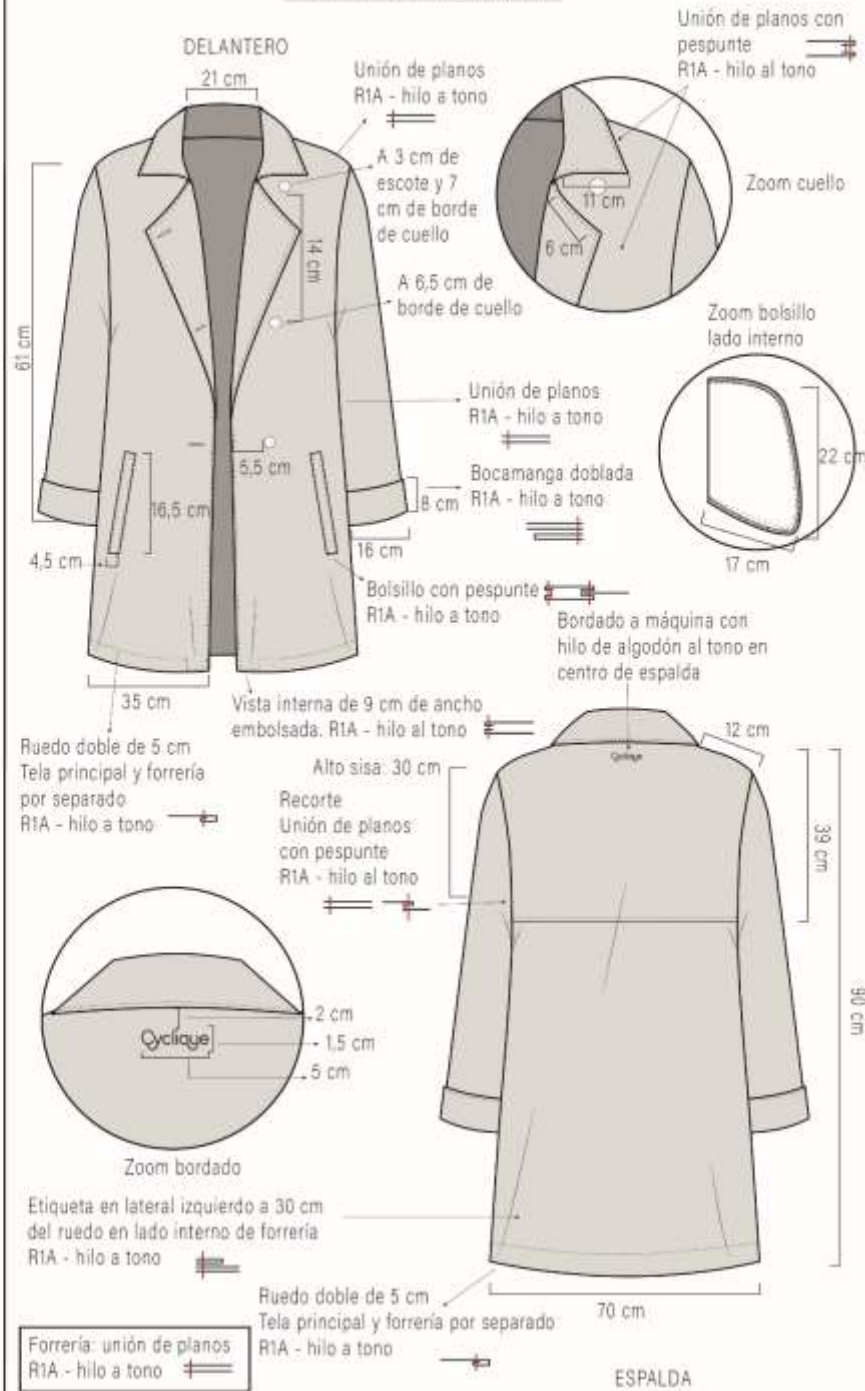 DELANTERO
21 cm
Unión de planos
R1A - hilo a tono
A 3 cm de
escote y 7
cm de borde
de cuello
14 cm
A 6,5 cm de
borde de cuello
61 cm
Unión de planos
R1A - hilo a tono
5,5 cm
Bocamanga doblada
R1A - hilo a tono
8 cm
16 cm
16,5 cm
4,5 cm
Bolsillo con pespunte
R1A - hilo a tono
35 cm
Vista interna de 9 cm de ancho
embolsada. R1A - hilo al tono
Ruedo doble de 5 cm
Tela principal y forrería
por separado
R1A - hilo a tono
Unión de planos con
pespunte
R1A - hilo al tono
11 cm
6 cm
Zoom cuello
Zoom bolsillo
lado interno
22 cm
17 cm
Bordado a máquina con
hilo de algodón al tono en
centro de espalda
12 cm
Cyclique
Alto sisa: 30 cm
Recorte
Unión de planos
con pespunte
R1A - hilo al tono
39 cm
90 cm
Cyclique
2 cm
1,5 cm
5 cm
Zoom bordado
Etiqueta en lateral izquierdo a 30 cm
del ruedo en lado interno de forrería
R1A - hilo a tono
Ruedo doble de 5 cm
Tela principal y forrería por separado
R1A - hilo a tono
70 cm
Forrería: unión de planos
R1A - hilo a tono
ESPALDA